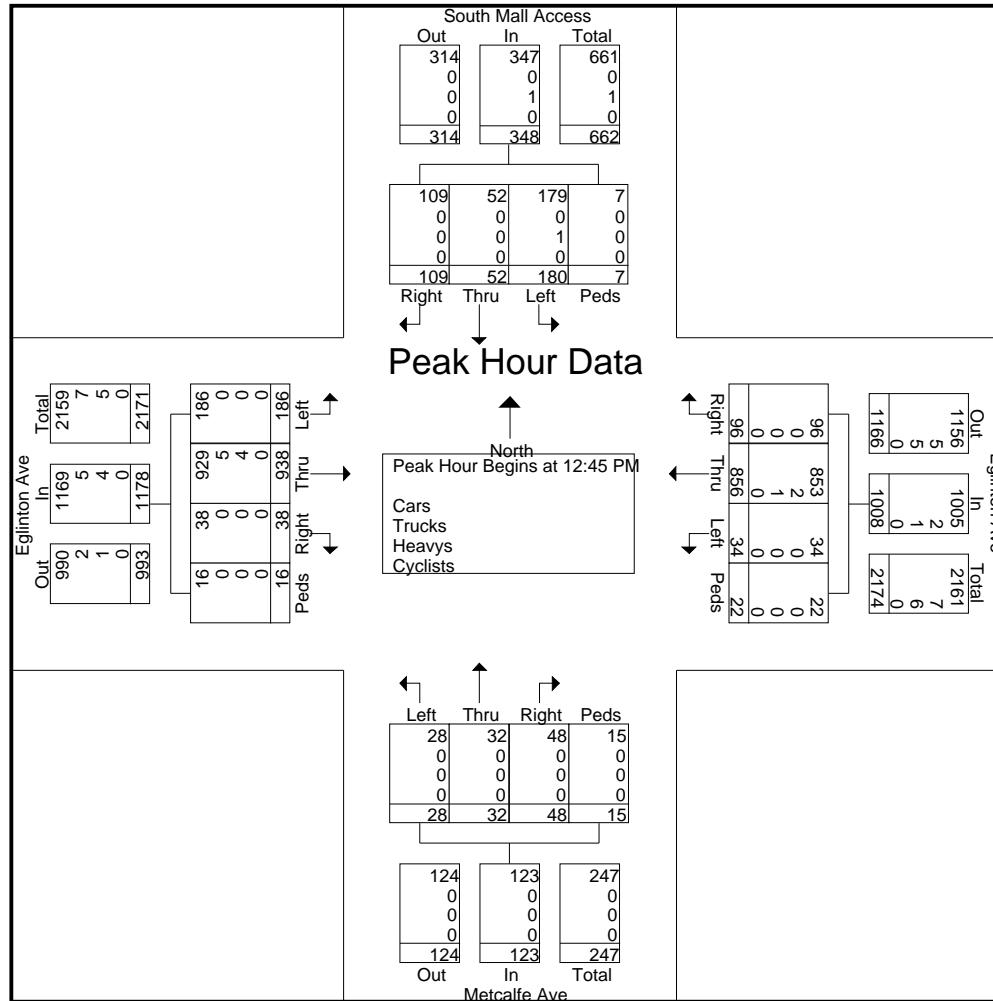 South Mall Access
Out In Total
314 347 661
0 0 0
0 1 1
0 0 0
314 348 662
109 52 179 7
0 0 0 0
0 0 1 0
0 0 0 0
109 52 180 7
Right Thru Left Peds
Peak Hour Data
Eglinton Ave
Total In Out
2159 1169 990
7 5 2
5 4 1
0 0 0
2171 1178 993
186 929 38 16
0 5 0 0
0 4 0 0
0 0 0 0
186 938 38 16
Left Thru Right Peds
North
Peak Hour Begins at 12:45 PM
Cars
Trucks
Heavys
Cyclists
Right Thru Left Peds
96 853 34 22
0 2 0 0
0 1 0 0
0 0 0 0
96 856 34 22
Out In Total
1156 1005 2161
5 2 7
5 1 6
0 0 0
1166 1008 2174
Left Thru Right Peds
28 32 48 15
0 0 0 0
0 0 0 0
0 0 0 0
28 32 48 15
124 123 247
0 0 0
0 0 0
0 0 0
124 123 247
Out In Total
Metcalfe Ave